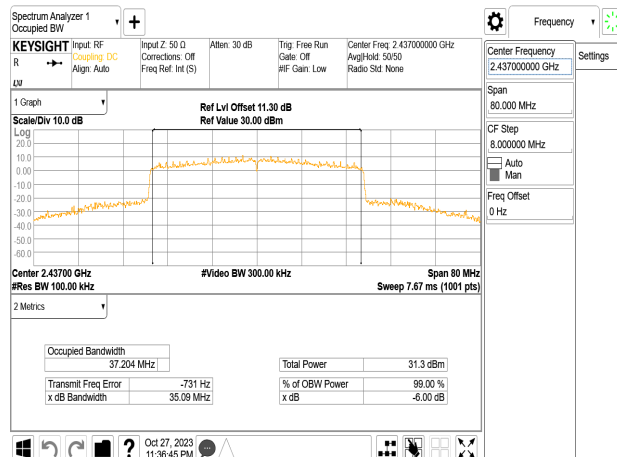 Spectrum Analyzer 1
Occupied BW
Frequency
KEYSIGHT
R
LXI
Input: RF
Coupling: DC
Align: Auto
Input Z: 50 Ω
Corrections: Off
Freq Ref: Int (S)
Atten: 30 dB
Trig: Free Run
Gate: Off
#IF Gain: Low
Center Freq: 2.437000000 GHz
Avg|Hold: 50/50
Radio Std: None
Center Frequency
2.437000000 GHz
Settings
Span
80.000 MHz
CF Step
8.000000 MHz
Auto
Man
Freq Offset
0 Hz
1 Graph
Scale/Div 10.0 dB
Ref Lvl Offset 11.30 dB
Ref Value 30.00 dBm
Log
20.0
10.0
0.00
-10.0
-20.0
-30.0
-40.0
-50.0
-60.0
Center 2.43700 GHz
#Video BW 300.00 kHz
Span 80 MHz
#Res BW 100.00 kHz
Sweep 7.67 ms (1001 pts)
2 Metrics
Occupied Bandwidth
37.204 MHz
Total Power 31.3 dBm
Transmit Freq Error -731 Hz
% of OBW Power 99.00 %
x dB Bandwidth 35.09 MHz
x dB -6.00 dB
?
Oct 27, 2023
11:36:45 PM